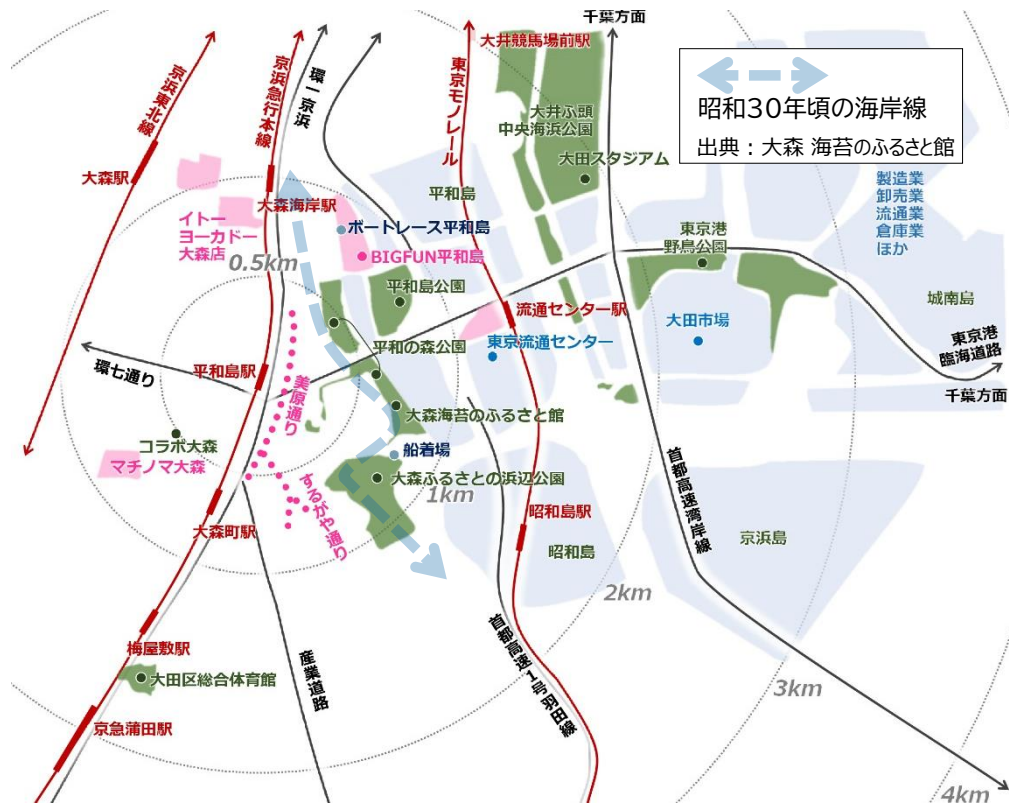 千葉方面
昭和30年頃の海岸線
出典：大森 海苔のふるさと館
京浜東北線
京浜急行本線
環一京浜
東京モノレール
大井競馬場前駅
大井ふ頭
中央海浜公園
大田スタジアム
製造業
卸売業
流通業
倉庫業
ほか
大森駅
大森海岸駅
平和島
ボートレース平和島
イトー
ヨーカドー
大森店
BIGFUN平和島
東京港
野鳥公園
0.5km
平和島公園
城南島
流通センター駅
大田市場
平和の森公園
東京流通センター
東京港
臨海道路
千葉方面
環七通り
平和島駅
美原通り
大森海苔のふるさと館
コラボ大森
マチノマ大森
船着場
大森ふるさとの浜辺公園
首都高速湾岸線
するがや通り
1km
大森町駅
昭和島駅
昭和島
京浜島
2km
首都高速1号羽田線
梅屋敷駅
産業道路
大田区総合体育館
3km
京急蒲田駅
4km